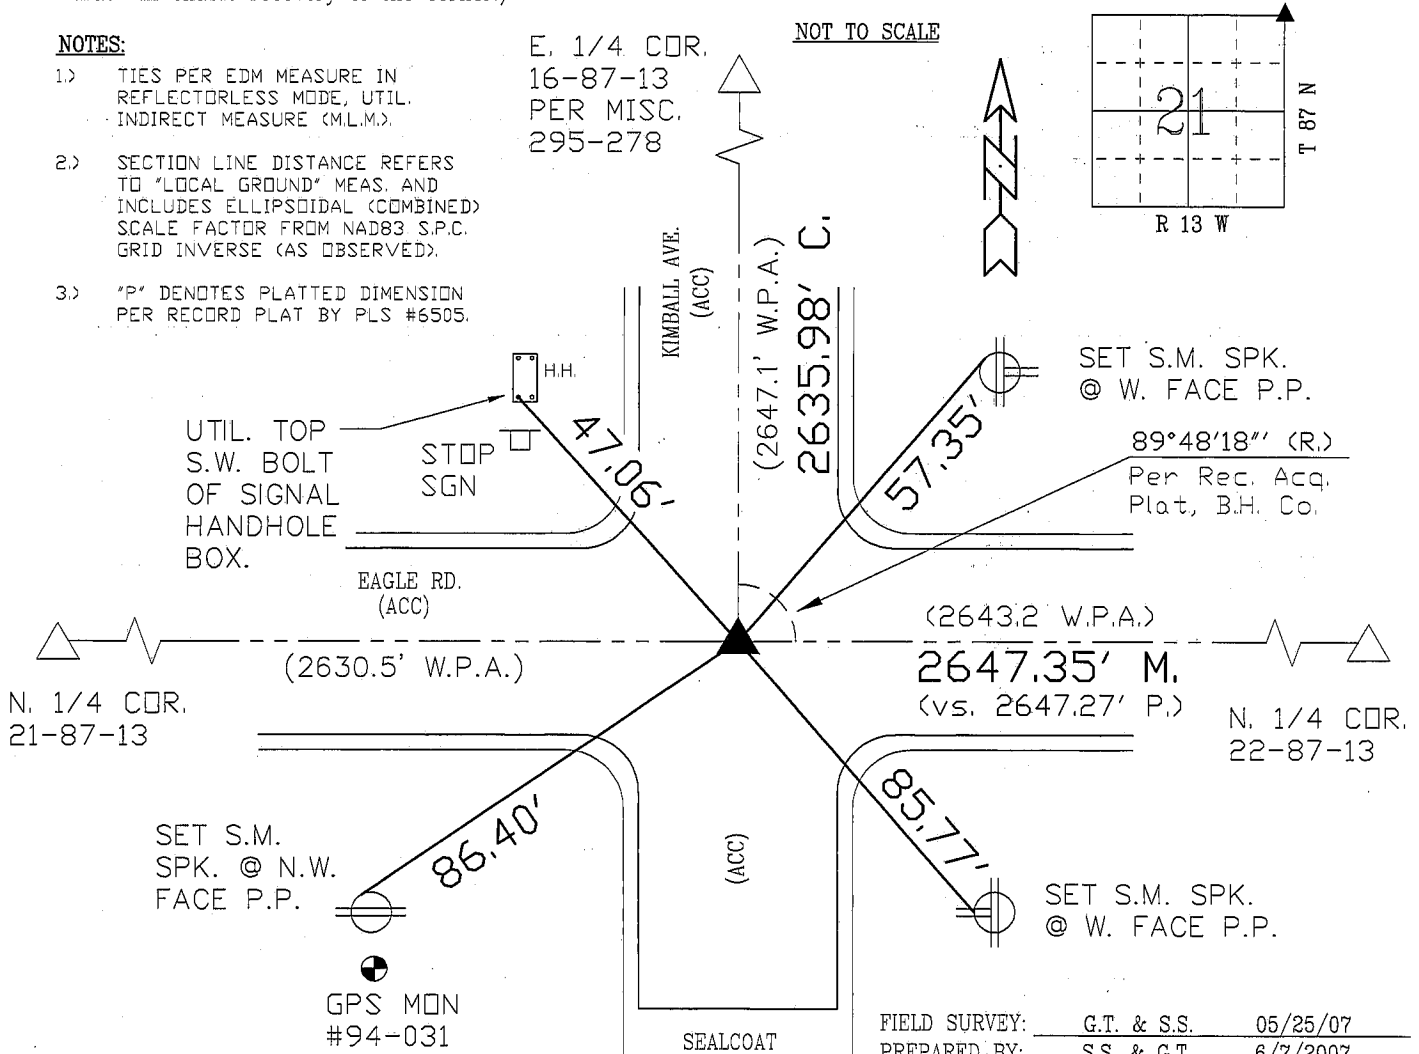 NOTES:
1.) TIES PER EDM MEASURE IN
REFLECTORLESS MODE, UTIL.
INDIRECT MEASURE (M.L.M.).
2.) SECTION LINE DISTANCE REFERS
TO "LOCAL GROUND" MEAS. AND
INCLUDES ELLIPSOIDAL (COMBINED)
SCALE FACTOR FROM NAD83 S.P.C.
GRID INVERSE (AS OBSERVED).
3.) "P" DENOTES PLATTED DIMENSION
PER RECORD PLAT BY PLS #6505.
E. 1/4 COR.
16-87-13
PER MISC.
295-278
NOT TO SCALE
N
21
T 87 N
R 13 W
KIMBALL AVE.
(ACC)
(2647.1' W.P.A.)
2635.98' C.
H.H.
UTIL. TOP
S.W. BOLT
OF SIGNAL
HANDHOLE
BOX.
STOP
SGN
47.06'
57.35'
SET S.M. SPK.
@ W. FACE P.P.
89°48'18"' (R.)
Per Rec. Acq.
Plat, B.H. Co.
EAGLE RD.
(ACC)
(2630.5' W.P.A.)
(2643.2 W.P.A.)
2647.35' M.
(vs. 2647.27' P.)
N. 1/4 COR.
21-87-13
N. 1/4 COR.
22-87-13
86.40'
85.77'
SET S.M.
SPK. @ N.W.
FACE P.P.
(ACC)
SET S.M. SPK.
@ W. FACE P.P.
GPS MON
#94-031
SEALCOAT
FIELD SURVEY: G.T. & S.S. 05/25/07
PREPARED BY: S.S. & G.T. 6/7/2007